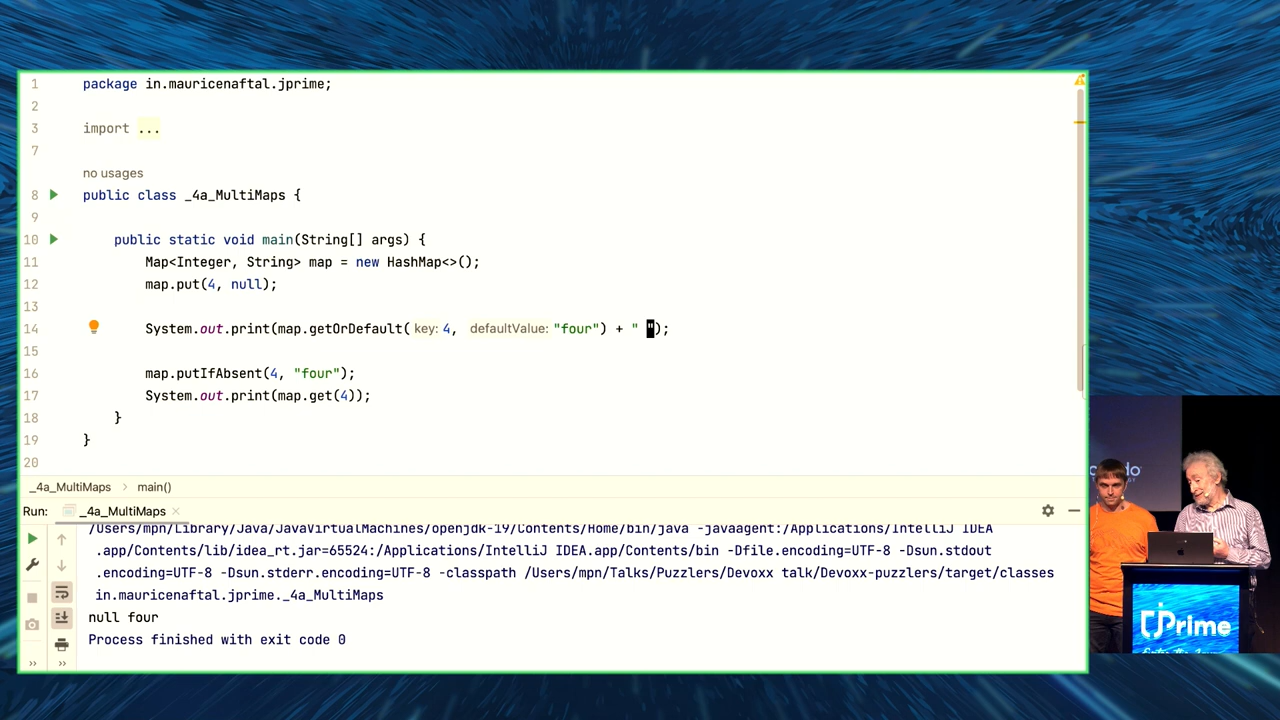 1 package in.mauricenaftal.jprime;
2
3 import ...
7
no usages
8 public class _4a_MultiMaps {
9
10 public static void main(String[] args) {
11 Map<Integer, String> map = new HashMap<>();
12 map.put(4, null);
13
14 System.out.print(map.getOrDefault( key: 4, defaultValue: "four") + " ");
15
16 map.putIfAbsent(4, "four");
17 System.out.print(map.get(4));
18 }
19 }
20
_4a_MultiMaps > main()
Run: _4a_MultiMaps ×
/Users/mpn/Library/Java/JavaVirtualMachines/openjdk-19/Contents/Home/bin/java -javaagent:/Applications/IntelliJ IDEA
.app/Contents/lib/idea_rt.jar=65524:/Applications/IntelliJ IDEA.app/Contents/bin -Dfile.encoding=UTF-8 -Dsun.stdout
.encoding=UTF-8 -Dsun.stderr.encoding=UTF-8 -classpath /Users/mpn/Talks/Puzzlers/Devoxx talk/Devoxx-puzzlers/target/classes
in.mauricenaftal.jprime._4a_MultiMaps
null four
Process finished with exit code 0
jPrime